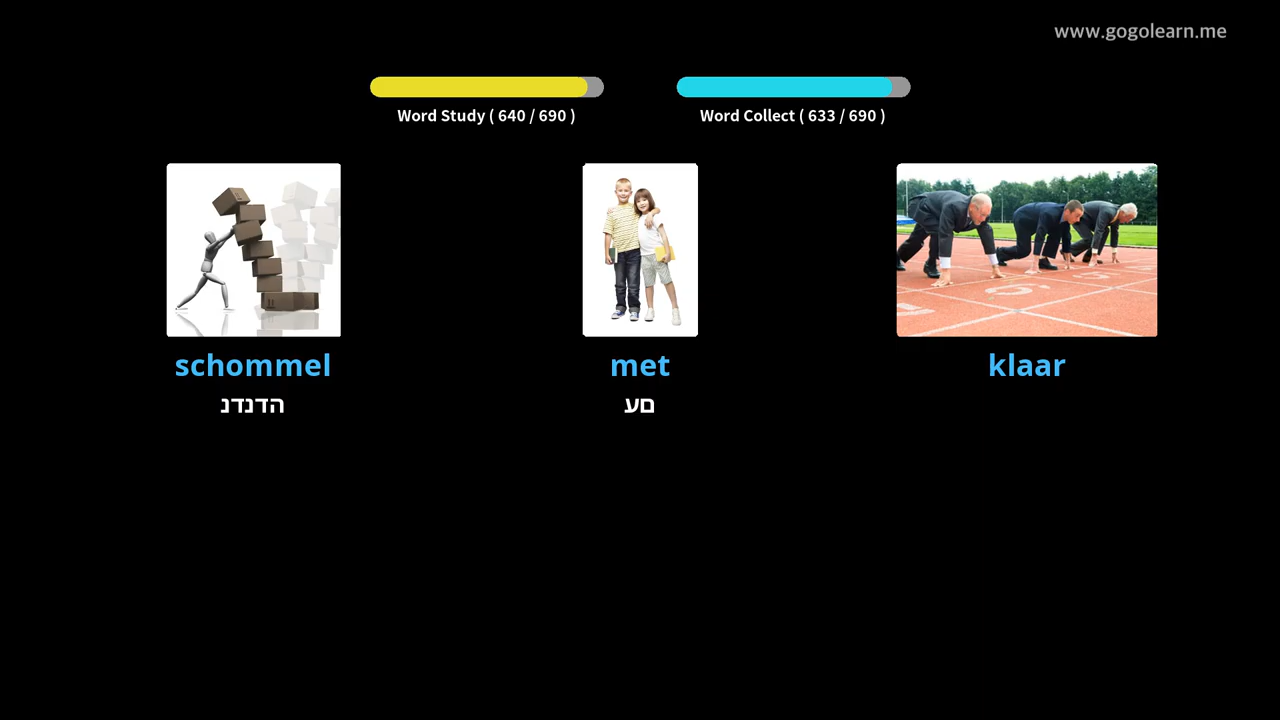 www.gogolearn.me
Word Study ( 640 / 690 )
Word Collect ( 633 / 690 )
schommel
met
klaar
הדנדנ
םע